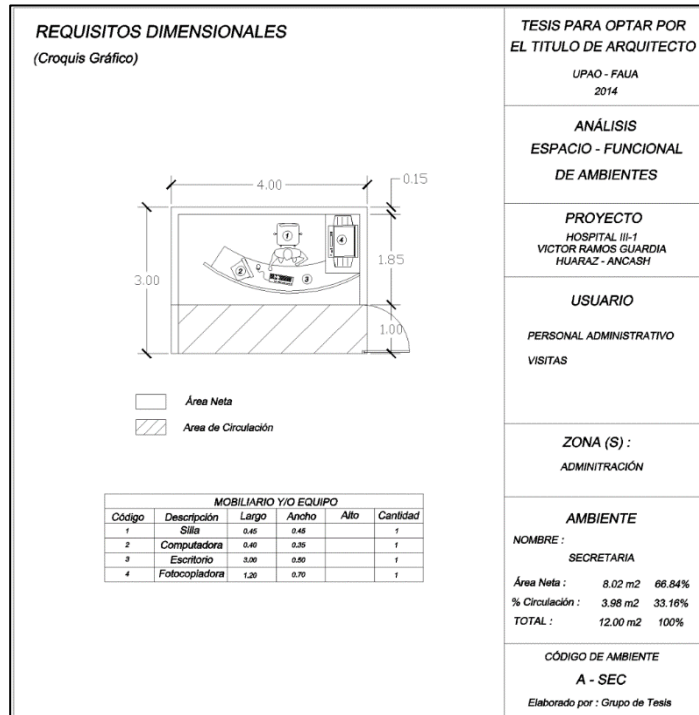 REQUISITOS DIMENSIONALES
(Croquis Gráfico)
4.00
0.15
3.00
1.85
1.00
1
2
3
4
Área Neta
Area de Circulación
MOBILIARIO Y/O EQUIPO
Código Descripción Largo Ancho Alto Cantidad
1 Silla 0.45 0.45 1
2 Computadora 0.40 0.35 1
3 Escritorio 3.00 0.50 1
4 Fotocopiadora 1.20 0.70 1
TESIS PARA OPTAR POR
EL TITULO DE ARQUITECTO
UPAO - FAUA
2014
ANÁLISIS
ESPACIO - FUNCIONAL
DE AMBIENTES
PROYECTO
HOSPITAL III-1
VICTOR RAMOS GUARDIA
HUARAZ - ANCASH
USUARIO
PERSONAL ADMINISTRATIVO
VISITAS
ZONA (S) :
ADMINITRACIÓN
AMBIENTE
NOMBRE :
SECRETARIA
Área Neta : 8.02 m2 66.84%
% Circulación : 3.98 m2 33.16%
TOTAL : 12.00 m2 100%
CÓDIGO DE AMBIENTE
A - SEC
Elaborado por : Grupo de Tesis